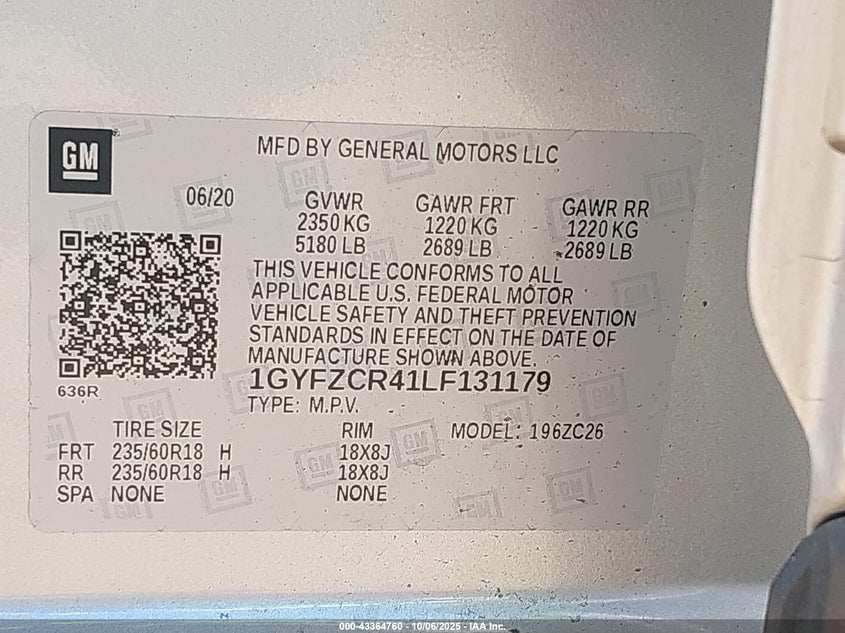 GM
MFD BY GENERAL MOTORS LLC
06/20 GVWR GAWR FRT GAWR RR
2350 KG 1220 KG 1220 KG
5180 LB 2689 LB 2689 LB
THIS VEHICLE CONFORMS TO ALL
APPLICABLE U.S. FEDERAL MOTOR
VEHICLE SAFETY AND THEFT PREVENTION
STANDARDS IN EFFECT ON THE DATE OF
MANUFACTURE SHOWN ABOVE.
636R
1GYFZCR41LF131179
TYPE: M.P.V.
TIRE SIZE RIM MODEL: 196ZC26
FRT 235/60R18 H 18X8J
RR 235/60R18 H 18X8J
SPA NONE NONE
000-43364760 - 10/06/2025 - IAA Inc.